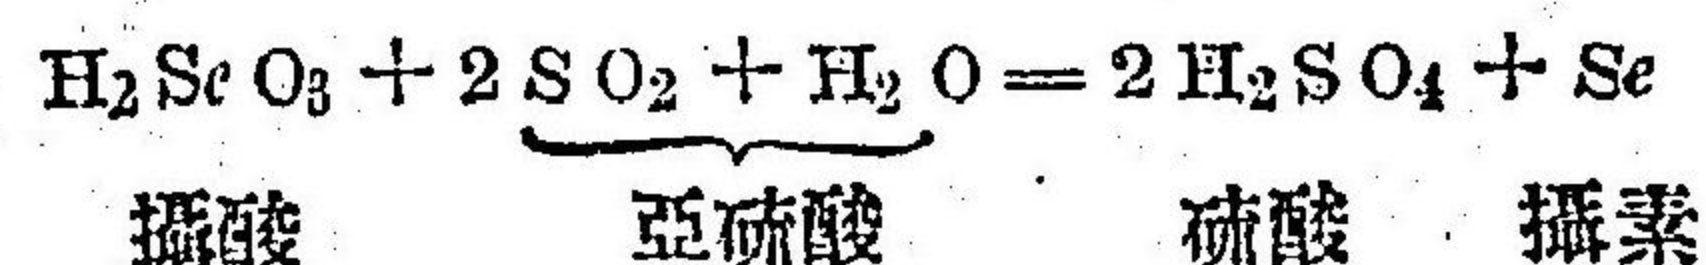 H₂SeO₃ + 2SO₂ + H₂O = 2H₂SO₄ + Se
攝酸 亞硫酸 硫酸 攝素